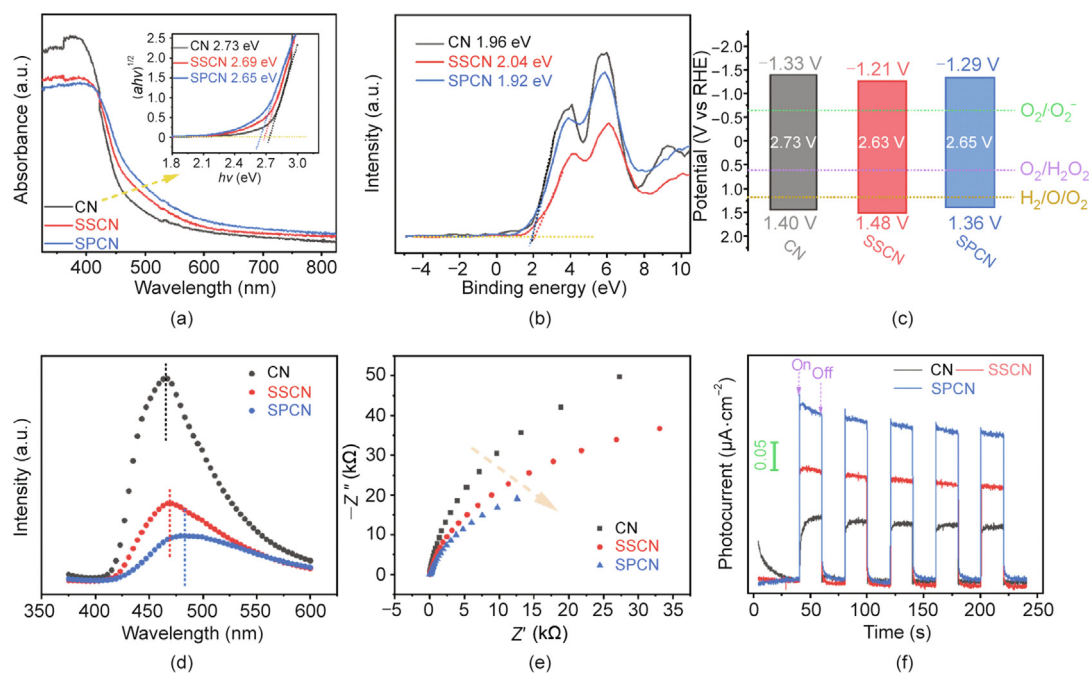 Absorbance (a.u.)
(ahv)^1/2
2.5
2.0
1.5
1.0
0.5
0
CN 2.73 eV
SSCN 2.69 eV
SPCN 2.65 eV
1.8 2.1 2.4 2.7 3.0
hv (eV)
CN
SSCN
SPCN
400 500 600 700 800
Wavelength (nm)
(a)
Intensity (a.u.)
CN 1.96 eV
SSCN 2.04 eV
SPCN 1.92 eV
−4 −2 0 2 4 6 8 10
Binding energy (eV)
(b)
Potential (V vs RHE)
−2.0
−1.5
−1.0
−0.5
0
0.5
1.0
1.5
2.0
−1.33 V −1.21 V −1.29 V
O₂/·O₂⁻
2.73 V 2.63 V 2.65 V
O₂/H₂O₂
H₂/O/O₂
1.40 V 1.48 V 1.36 V
CN SSCN SPCN
(c)
Intensity (a.u.)
CN
SSCN
SPCN
350 400 450 500 550 600
Wavelength (nm)
(d)
—Z″ (kΩ)
50
40
30
20
10
0
CN
SSCN
SPCN
−5 0 5 10 15 20 25 30 35
Z′ (kΩ)
(e)
Photocurrent (μA·cm⁻²)
On
Off
CN SSCN
SPCN
0.05
0 50 100 150 200 250
Time (s)
(f)